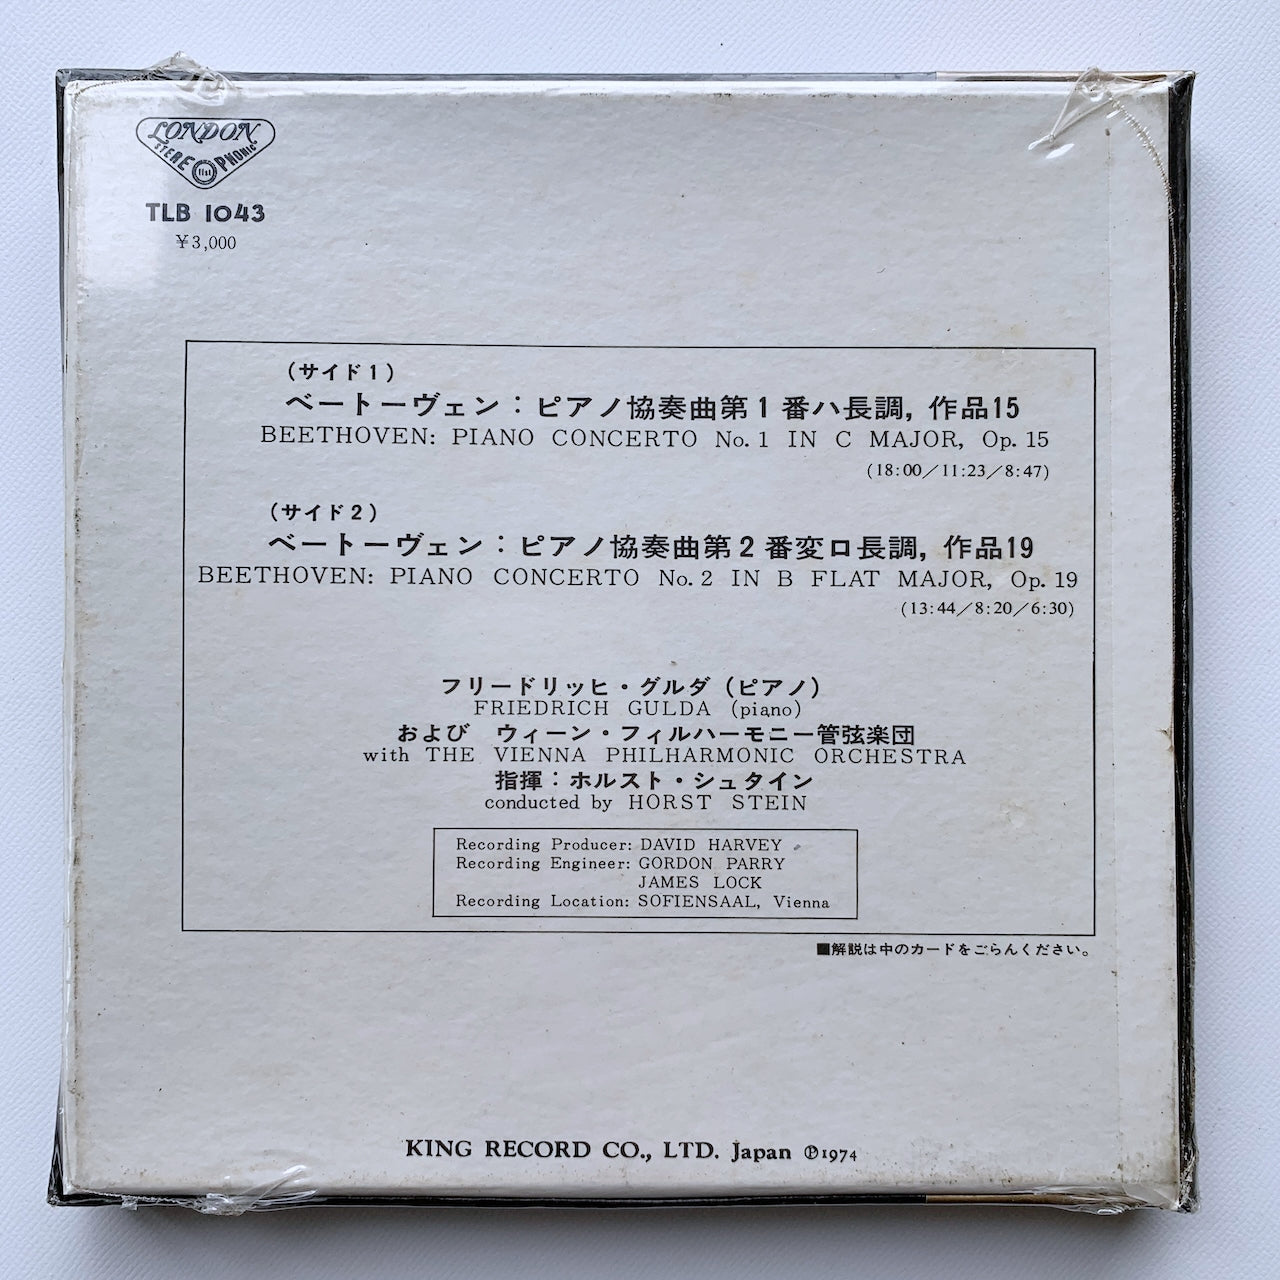 LONDON
STEREOPHONIC
ffss
TLB 1043
¥3,000
(サイド1)
ベートーヴェン：ピアノ協奏曲第1番ハ長調, 作品15
BEETHOVEN: PIANO CONCERTO No. 1 IN C MAJOR, Op. 15
(18:00／11:23／8:47)
(サイド2)
ベートーヴェン：ピアノ協奏曲第2番変ロ長調, 作品19
BEETHOVEN: PIANO CONCERTO No. 2 IN B FLAT MAJOR, Op. 19
(13:44／8:20／6:30)
フリードリッヒ・グルダ (ピアノ)
FRIEDRICH GULDA (piano)
および ウィーン・フィルハーモニー管弦楽団
with THE VIENNA PHILHARMONIC ORCHESTRA
指揮：ホルスト・シュタイン
conducted by HORST STEIN
Recording Producer: DAVID HARVEY
Recording Engineer: GORDON PARRY
JAMES LOCK
Recording Location: SOFIENSAAL, Vienna
■解説は中のカードをごらんください。
KING RECORD CO., LTD. Japan ℗1974